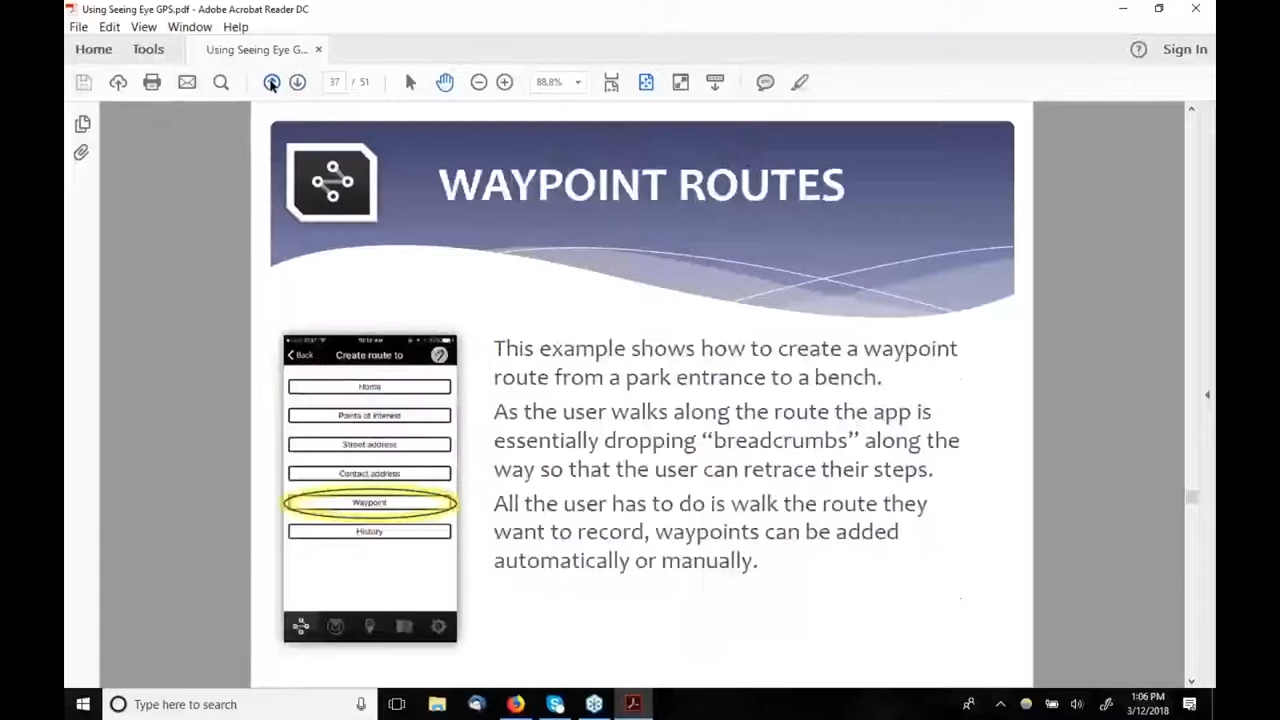 Using Seeing Eye GPS.pdf - Adobe Acrobat Reader DC
File Edit View Window Help
Home Tools Using Seeing Eye G... × Sign In
37 / 51 88.8%
WAYPOINT ROUTES
Back Create route to
Home
Points of interest
Street address
Contact address
Waypoint
History
This example shows how to create a waypoint
route from a park entrance to a bench.
As the user walks along the route the app is
essentially dropping “breadcrumbs” along the
way so that the user can retrace their steps.
All the user has to do is walk the route they
want to record, waypoints can be added
automatically or manually.
Type here to search
1:06 PM
3/12/2018